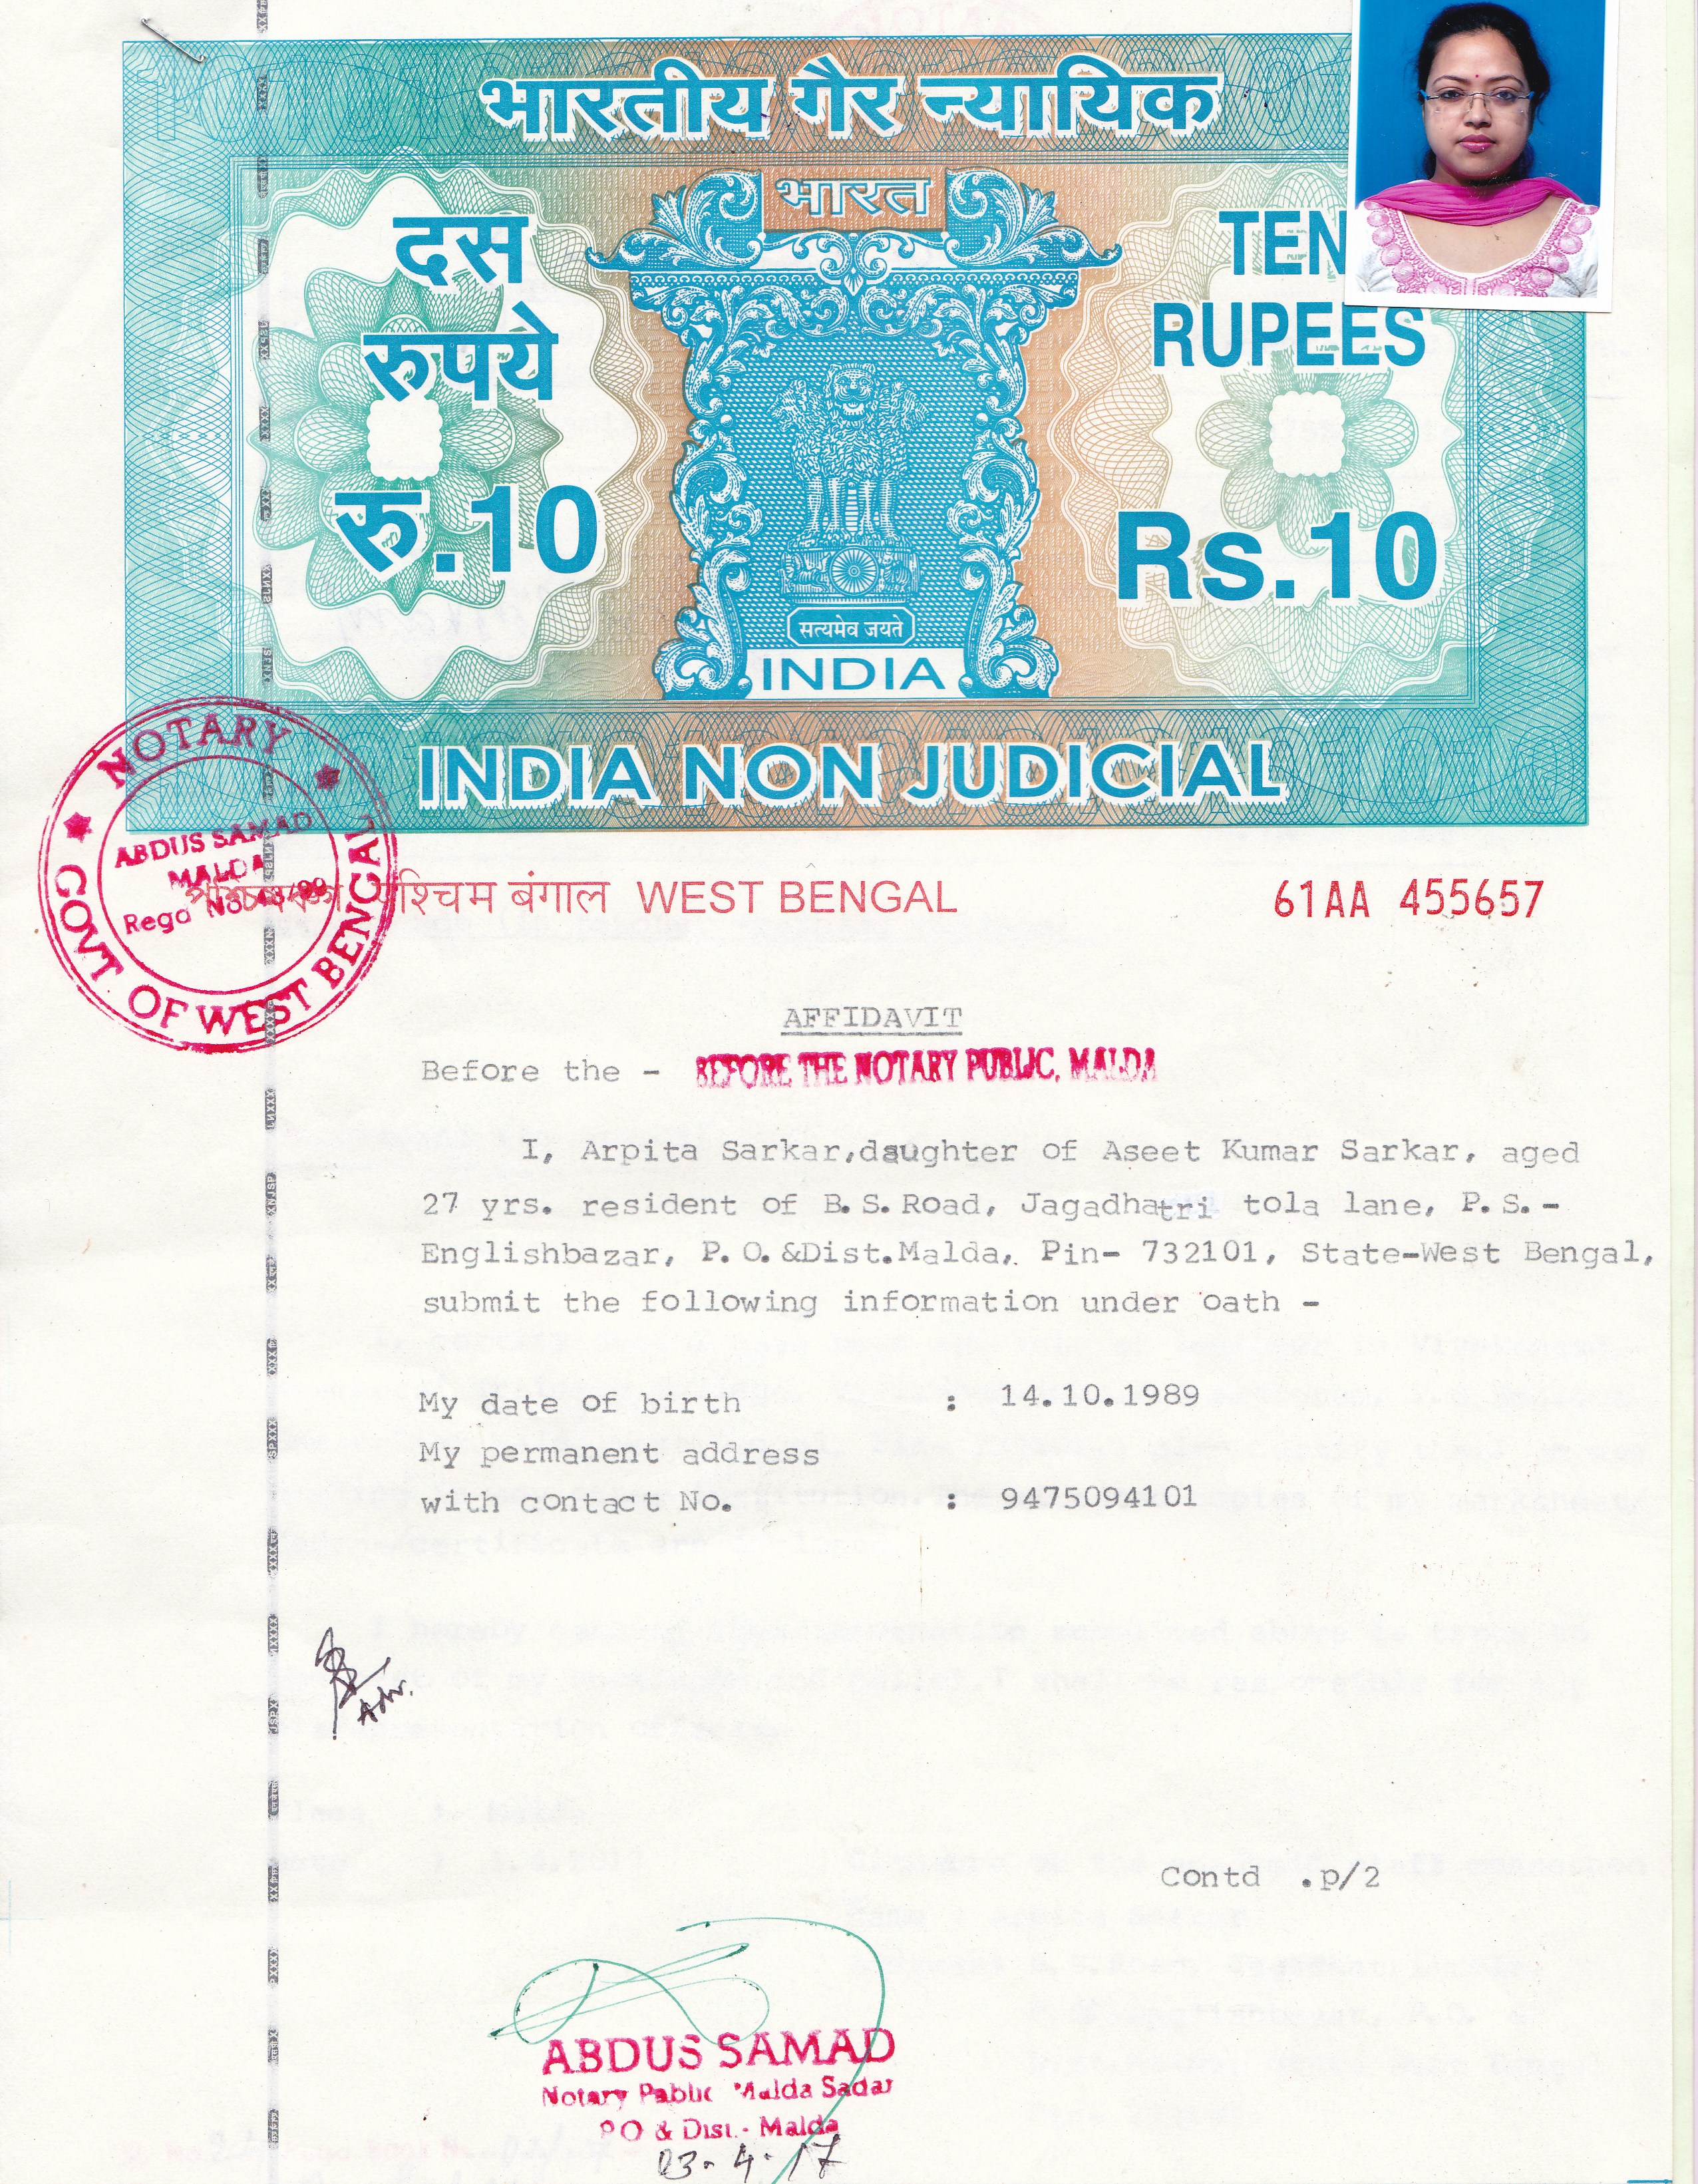 भारतीय गैर न्यायिक
भारत
दस
रुपये
रु.10
TEN
RUPEES
Rs.10
सत्यमेव जयते
INDIA
INDIA NON JUDICIAL
NOTARY
GOVT. OF WEST BENGAL
ABDUS SAMAD
MALDA
Regd No
पश्चिम बंगाल WEST BENGAL
61AA 455657
AFFIDAVIT
Before the - BEFORE THE NOTARY PUBLIC, MALDA
I, Arpita Sarkar,daughter of Aseet Kumar Sarkar, aged
27 yrs. resident of B.S.Road, Jagadhatri tola lane, P.S.-
Englishbazar, P.O.&Dist.Malda, Pin- 732101, State-West Bengal,
submit the following information under oath -
My date of birth : 14.10.1989
My permanent address
with contact No. : 9475094101
Adv.
Contd .p/2
ABDUS SAMAD
Notary Public Malda Sadar
PO & Dist.- Malda
03-4-17